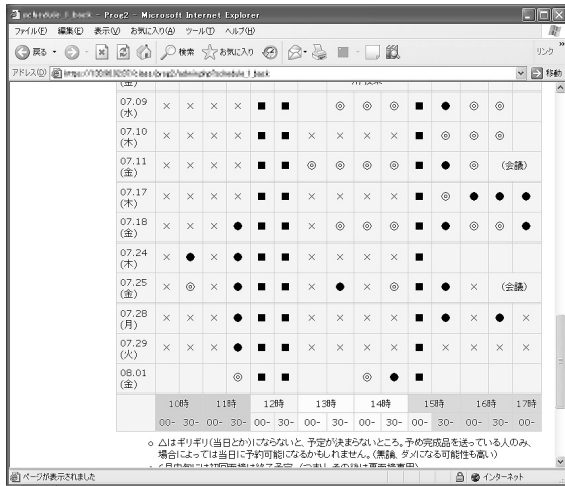 schedule_1_back - Prog2 - Microsoft Internet Explorer
ファイル(F) 編集(E) 表示(V) お気に入り(A) ツール(T) ヘルプ(H)
戻る 検索 お気に入り リンク »
アドレス(D) 移動
(金)
07.09 × × × × ■ ■ ◎ ◎ ◎ ■ ● ◎ ◎
(水)
07.10 × × × × ■ ■ × × × × ■ ◎ ◎ ◎
(木)
07.11 × × × × ■ ■ ◎ ◎ ◎ ◎ ■ ● ◎ (会議)
(金)
07.17 × × × × ■ ■ × × × × ■ ◎ ● ● ●
(木)
07.18 × × × ● ■ ■ × ◎ ◎ ◎ ■ ● ◎ ◎ ●
(金)
07.24 × ● × ● ■ ■ × × × × ■
(木)
07.25 × ◎ × ● ■ ■ × ● × ◎ ■ ● × (会議)
(金)
07.28 × × × ● ■ ■ × × × × ■ ● × ● ×
(月)
07.29 × × × ● ■ ■ × × × × ■ × × × ×
(火)
08.01 ◎ ■ ■ ◎ ● ■
(金)
10時 11時 12時 13時 14時 15時 16時 17時
00- 30- 00- 30- 00- 30- 00- 30- 00- 30- 00- 30- 00- 30- 00-
○ △はギリギリ(当日とか)にならないと、予定が決まらないところ。予め完成品を送っている人のみ、
場合によっては当日に予約可能になるかもしれません。(無論、ダメになる可能性も高い)
ページが表示されました インターネット